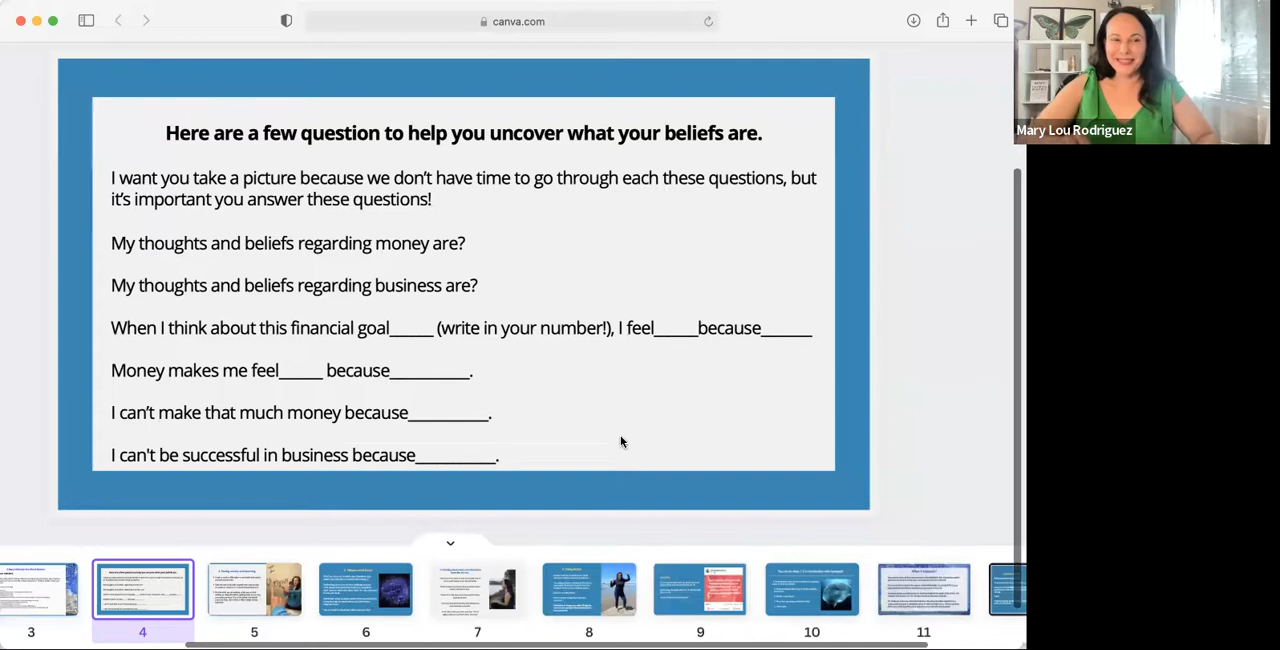 canva.com
Mary Lou Rodriguez
Here are a few question to help you uncover what your beliefs are.
I want you take a picture because we don't have time to go through each these questions, but
it's important you answer these questions!
My thoughts and beliefs regarding money are?
My thoughts and beliefs regarding business are?
When I think about this financial goal_____ (write in your number!), I feel_____because______
Money makes me feel_____ because_________.
I can't make that much money because_________.
I can't be successful in business because_________.
3
4
5
6
7
8
9
10
11